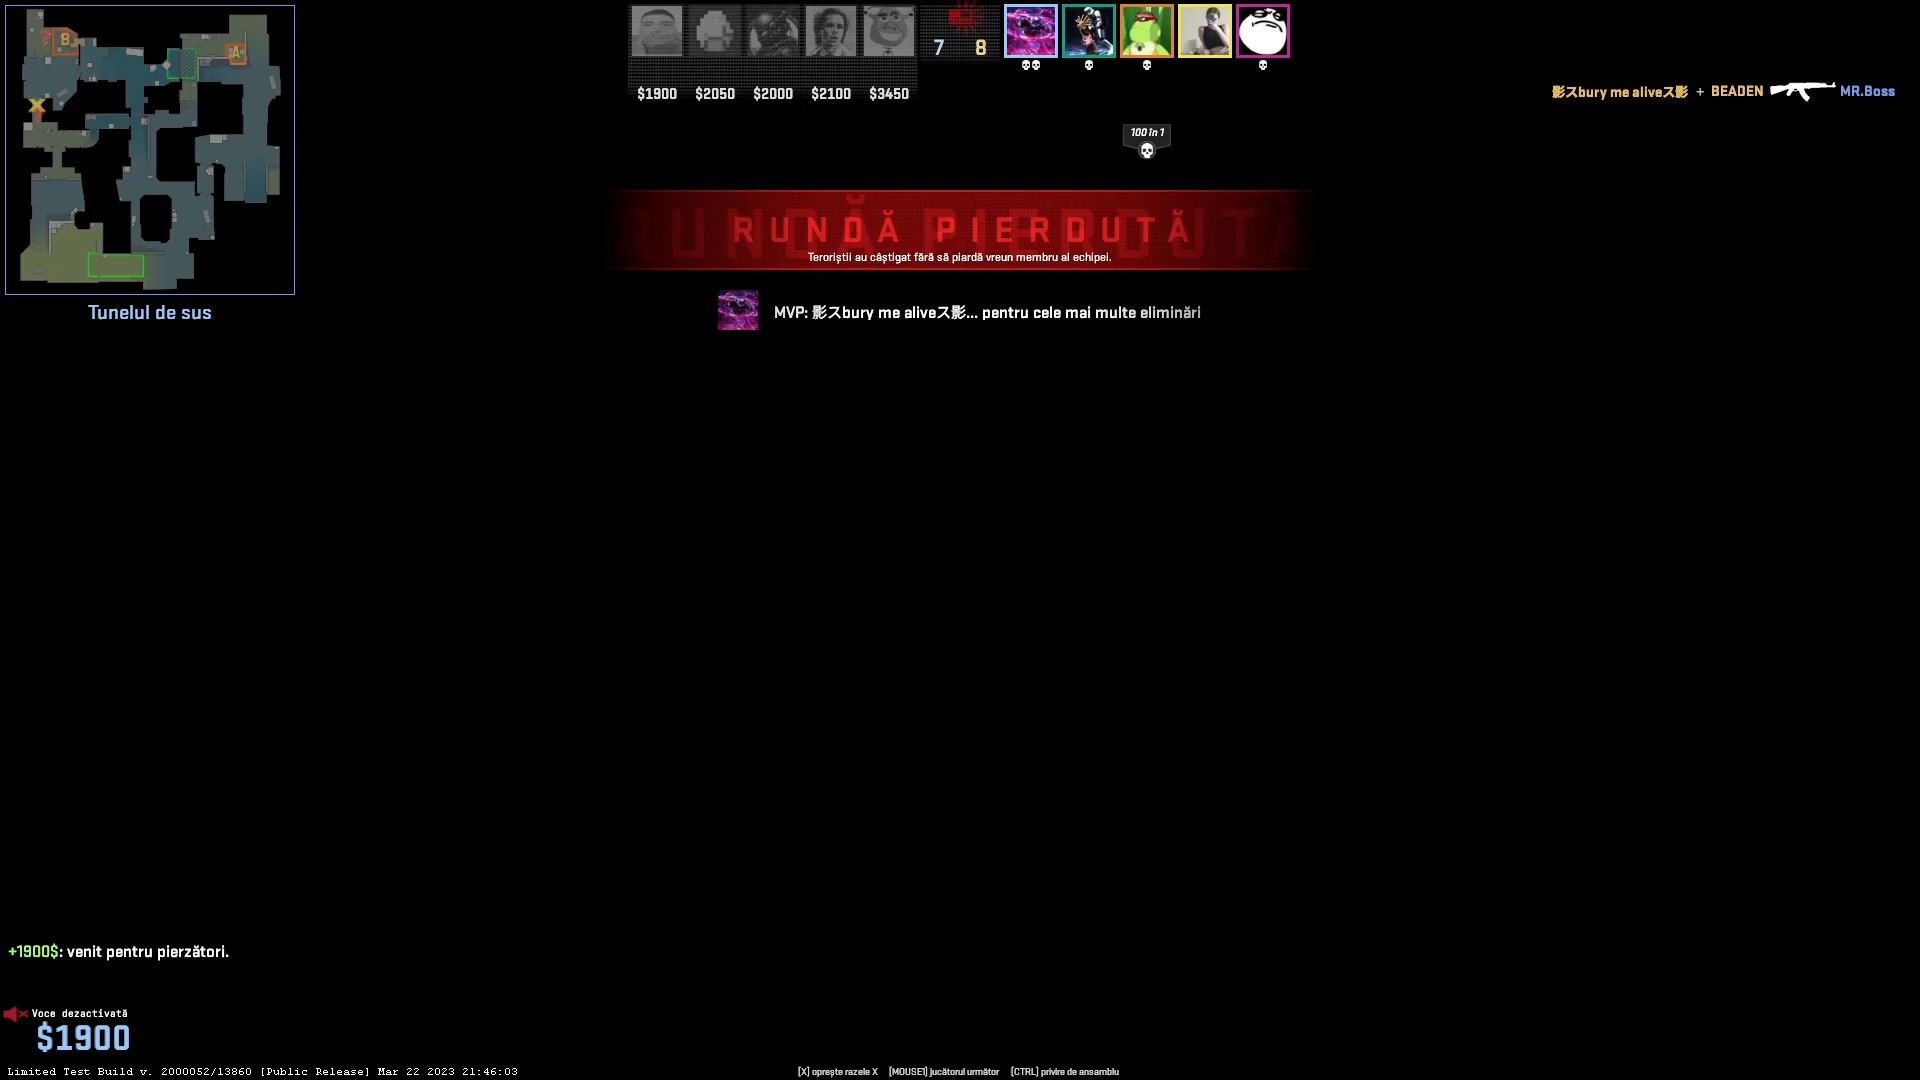 B
A
Tunelul de sus
7 8
$1900 $2050 $2000 $2100 $3450
影スbury me aliveス影 + BEADEN MR.Boss
100 în 1
RUNDĂ PIERDUTĂ
Teroriștii au câștigat fără să piardă vreun membru al echipei.
MVP: 影スbury me aliveス影... pentru cele mai multe eliminări
+1900$: venit pentru pierzători.
Voce dezactivată
$1900
Limited Test Build v. 2000052/13860 [Public Release] Mar 22 2023 21:46:03
[X] oprește razele X [MOUSE1] jucătorul următor [CTRL] privire de ansamblu